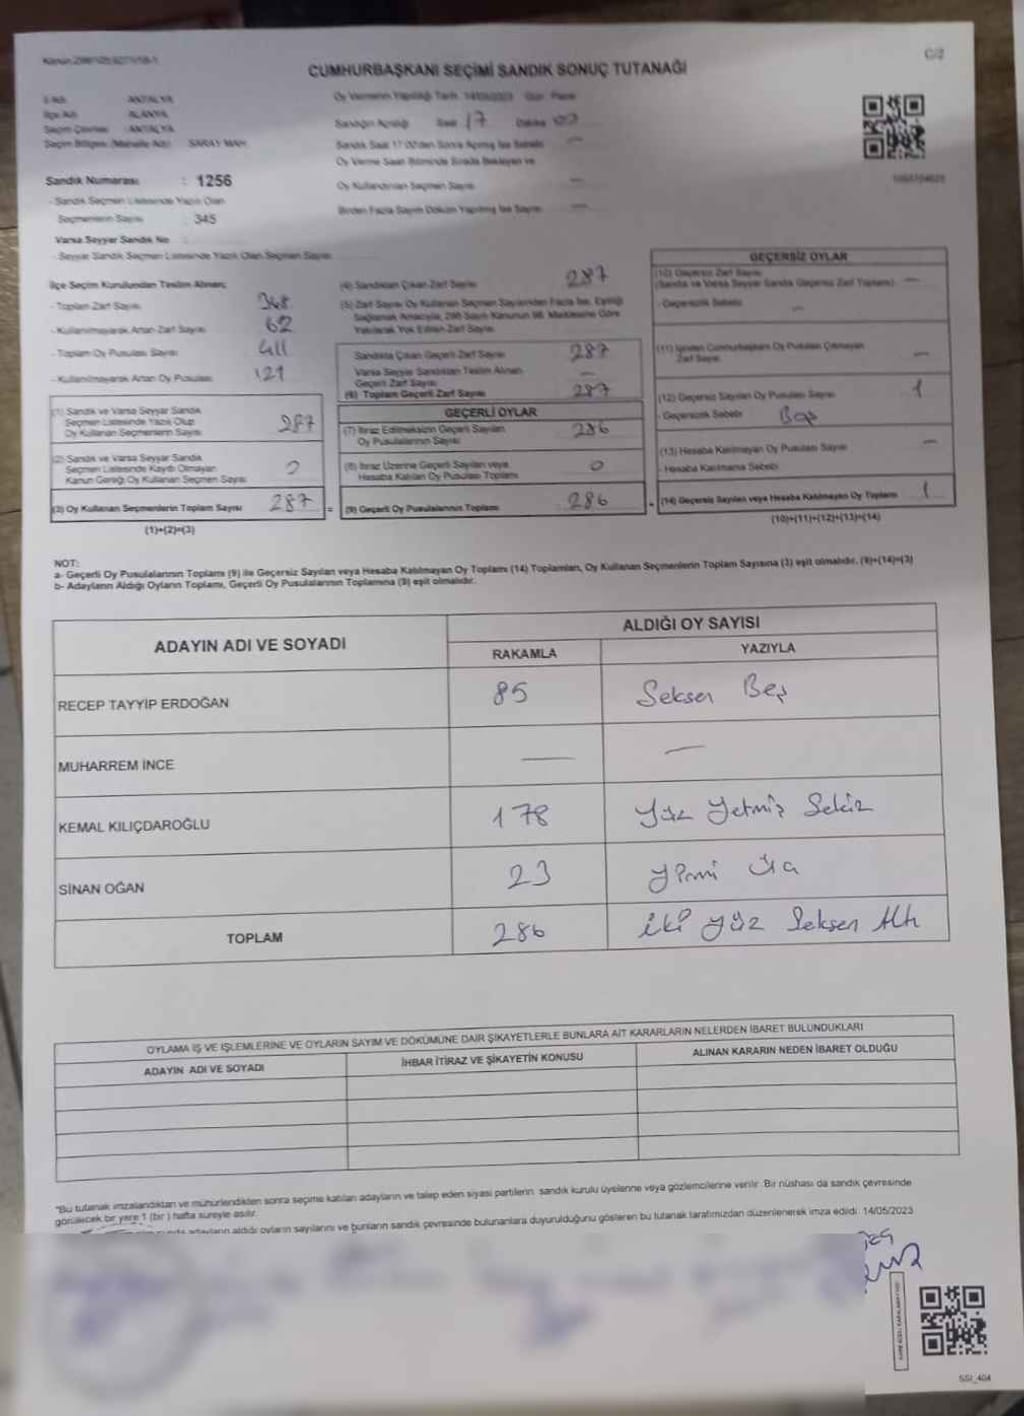 C/2
CUMHURBAŞKANI SEÇİMİ SANDIK SONUÇ TUTANAĞI
İl Adı ANTALYA
İlçe Adı ALANYA
Seçim Çevresi : ANTALYA
Seçim Bölgesi (Mahalle Adı) SARAY MAH.
Sandık Numarası : 1256
- Sandık Seçmen Listesinde Yazılı Olan
Seçmenlerin Sayısı : 345
Varsa Seyyar Sandık No
- Seyyar Sandık Seçmen Listesinde Yazılı Olan Seçmen Sayısı
Oy Vermenin Yapıldığı Tarih 14/05/2023 Gün Pazar
Sandığın Açıldığı Saat 17 Dakika 00
Sandık Saat 17.00'den Sonra Açılmış İse Sebebi —
Oy Verme Saati Bitiminde Sırada Bekleyen ve
Oy Kullandırılan Seçmen Sayısı —
Birden Fazla Sayım Döküm Yapılmış İse Sayısı —
İlçe Seçim Kurulundan Teslim Alınan;
- Toplam Zarf Sayısı 348
- Kullanılmayarak Artan Zarf Sayısı 62
- Toplam Oy Pusulası Sayısı 411
- Kullanılmayarak Artan Oy Pusulası 121
(1) Sandık ve Varsa Seyyar Sandık
Seçmen Listesinde Yazılı Olup
Oy Kullanan Seçmenlerin Sayısı 287
(2) Sandık ve Varsa Seyyar Sandık
Seçmen Listesinde Kaydı Olmayan
Kanun Gereği Oy Kullanan Seçmen Sayısı 0
(3) Oy Kullanan Seçmenlerin Toplam Sayısı 287
(1)+(2)=(3)
(4) Sandıktan Çıkan Zarf Sayısı 287
(5) Zarf Sayısı Oy Kullanan Seçmen Sayısından Fazla İse, Eşitliği
Sağlamak Amacıyla, 298 Sayılı Kanunun 98. Maddesine Göre
Yakılarak Yok Edilen Zarf Sayısı
Sandıkta Çıkan Geçerli Zarf Sayısı 287
Varsa Seyyar Sandıktan Teslim Alınan
Geçerli Zarf Sayısı —
(6) Toplam Geçerli Zarf Sayısı 287
GEÇERLİ OYLAR
(7) İtiraz Edilmeksizin Geçerli Sayılan
Oy Pusulalarının Sayısı 286
(8) İtiraz Üzerine Geçerli Sayılan veya
Hesaba Katılan Oy Pusulası Toplamı 0
(9) Geçerli Oy Pusulalarının Toplamı 286
GEÇERSİZ OYLAR
(10) Geçersiz Zarf Sayısı
(Sandık ve Varsa Seyyar Sandık Geçersiz Zarf Toplamı) —
- Geçersizlik Sebebi —
(11) İçinden Cumhurbaşkanı Oy Pusulası Çıkmayan
Zarf Sayısı —
(12) Geçersiz Sayılan Oy Pusulası Sayısı 1
- Geçersizlik Sebebi Boş
(13) Hesaba Katılmayan Oy Pusulası Sayısı —
- Hesaba Katılmama Sebebi
(14) Geçersiz Sayılan veya Hesaba Katılmayan Oy Toplamı 1
(10)+(11)+(12)+(13)=(14)
NOT:
a- Geçerli Oy Pusulalarının Toplamı (9) ile Geçersiz Sayılan veya Hesaba Katılmayan Oy Toplamı (14) Toplamları, Oy Kullanan Seçmenlerin Toplam Sayısına (3) eşit olmalıdır. (9)+(14)=(3)
b- Adayların Aldığı Oyların Toplamı, Geçerli Oy Pusulalarının Toplamına (9) eşit olmalıdır.
ADAYIN ADI VE SOYADI
ALDIĞI OY SAYISI
RAKAMLA YAZIYLA
RECEP TAYYİP ERDOĞAN 85 Seksen Beş
MUHARREM İNCE — —
KEMAL KILIÇDAROĞLU 178 Yüz Yetmiş Sekiz
SİNAN OĞAN 23 Yirmi Üç
TOPLAM 286 İki Yüz Seksen Altı
OYLAMA İŞ VE İŞLEMLERİNE VE OYLARIN SAYIM VE DÖKÜMÜNE DAİR ŞİKAYETLERLE BUNLARA AİT KARARLARIN NELERDEN İBARET BULUNDUKLARI
ADAYIN ADI VE SOYADI İHBAR İTİRAZ VE ŞİKAYETİN KONUSU ALINAN KARARIN NEDEN İBARET OLDUĞU
"Bu tutanak imzalandıktan ve mühürlendikten sonra seçime katılan adayların ve talep eden siyasi partilerin sandık kurulu üyelerine veya gözlemcilerine verilir. Bir nüshası da sandık çevresinde
görülecek bir yere 1 (bir) hafta süreyle asılır.
adayların aldığı oyların sayılarını ve bunların sandık çevresinde bulunanlara duyurulduğunu gösteren bu tutanak tarafımızdan düzenlenerek imza edildi. 14/05/2023
SSI_404